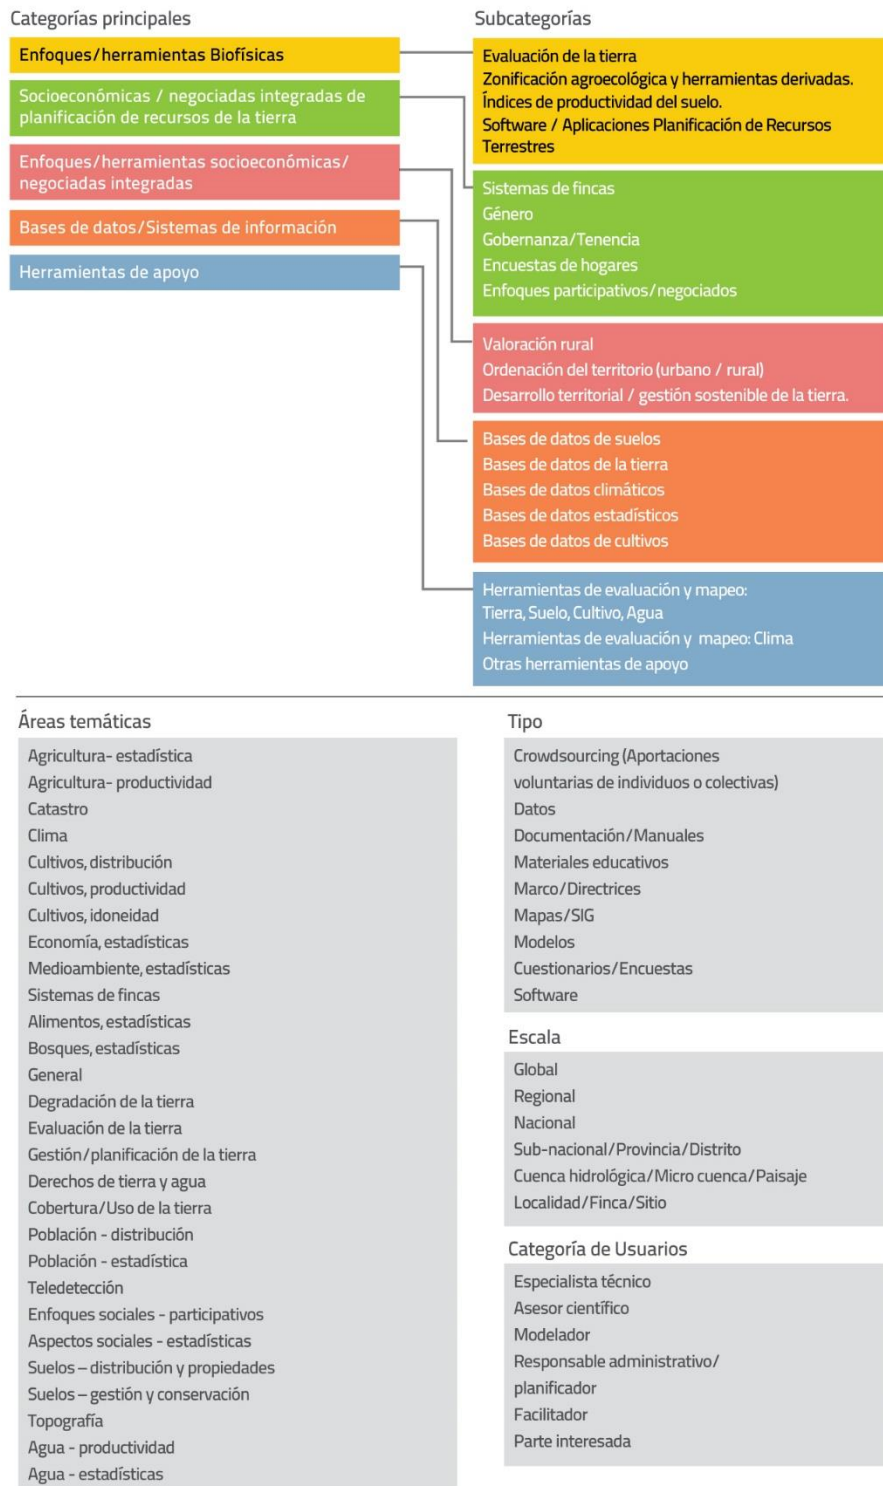 Categorías principales
Enfoques/herramientas Biofísicas
Socioeconómicas / negociadas integradas de
planificación de recursos de la tierra
Enfoques/herramientas socioeconómicas/
negociadas integradas
Bases de datos/Sistemas de información
Herramientas de apoyo
Subcategorías
Evaluación de la tierra
Zonificación agroecológica y herramientas derivadas.
Índices de productividad del suelo.
Software / Aplicaciones Planificación de Recursos
Terrestres
Sistemas de fincas
Género
Gobernanza/Tenencia
Encuestas de hogares
Enfoques participativos/negociados
Valoración rural
Ordenación del territorio (urbano / rural)
Desarrollo territorial / gestión sostenible de la tierra.
Bases de datos de suelos
Bases de datos de la tierra
Bases de datos climáticos
Bases de datos estadísticos
Bases de datos de cultivos
Herramientas de evaluación y mapeo:
Tierra, Suelo, Cultivo, Agua
Herramientas de evaluación y mapeo: Clima
Otras herramientas de apoyo
Áreas temáticas
Agricultura- estadística
Agricultura- productividad
Catastro
Clima
Cultivos, distribución
Cultivos, productividad
Cultivos, idoneidad
Economía, estadísticas
Medioambiente, estadísticas
Sistemas de fincas
Alimentos, estadísticas
Bosques, estadísticas
General
Degradación de la tierra
Evaluación de la tierra
Gestión/planificación de la tierra
Derechos de tierra y agua
Cobertura/Uso de la tierra
Población - distribución
Población - estadística
Teledetección
Enfoques sociales - participativos
Aspectos sociales - estadísticas
Suelos – distribución y propiedades
Suelos – gestión y conservación
Topografía
Agua - productividad
Agua - estadísticas
Tipo
Crowdsourcing (Aportaciones
voluntarias de individuos o colectivas)
Datos
Documentación/Manuales
Materiales educativos
Marco/Directrices
Mapas/SIG
Modelos
Cuestionarios/Encuestas
Software
Escala
Global
Regional
Nacional
Sub-nacional/Provincia/Distrito
Cuenca hidrológica/Micro cuenca/Paisaje
Localidad/Finca/Sitio
Categoría de Usuarios
Especialista técnico
Asesor científico
Modelador
Responsable administrativo/
planificador
Facilitador
Parte interesada